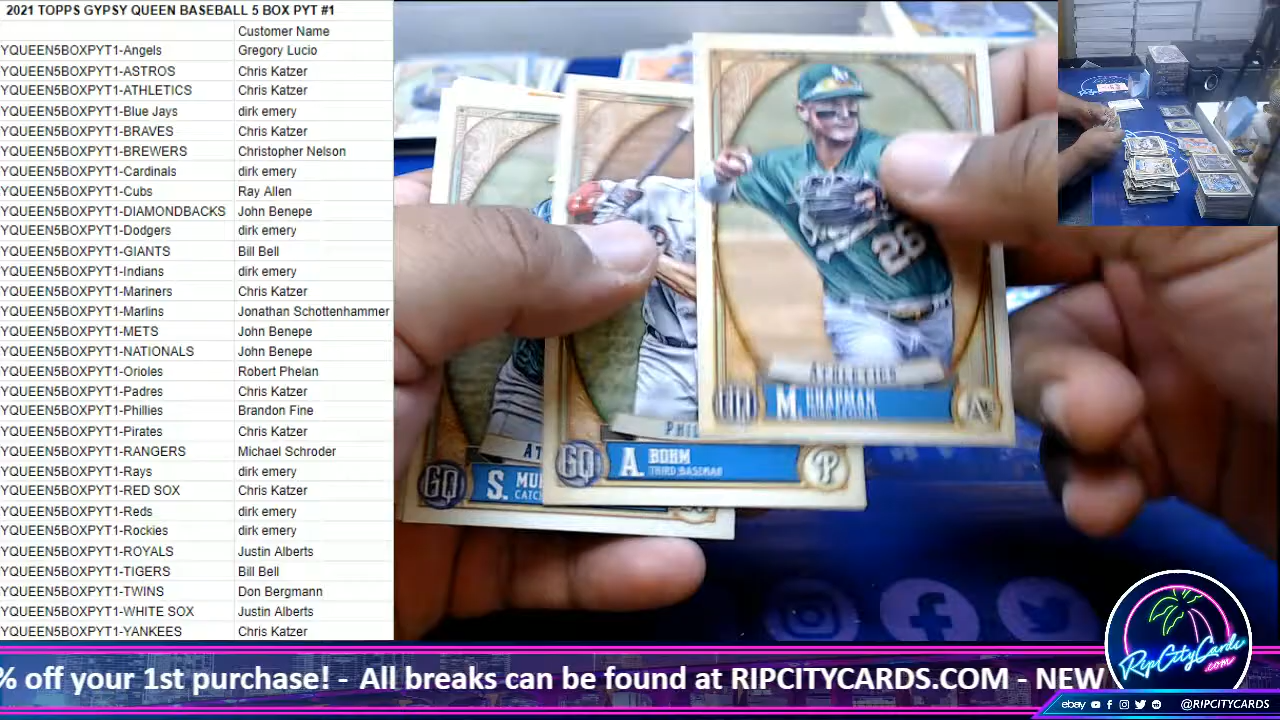 2021 TOPPS GYPSY QUEEN BASEBALL 5 BOX PYT #1
Customer Name
YQUEEN5BOXPYT1-Angels Gregory Lucio
YQUEEN5BOXPYT1-ASTROS Chris Katzer
YQUEEN5BOXPYT1-ATHLETICS Chris Katzer
YQUEEN5BOXPYT1-Blue Jays dirk emery
YQUEEN5BOXPYT1-BRAVES Chris Katzer
YQUEEN5BOXPYT1-BREWERS Christopher Nelson
YQUEEN5BOXPYT1-Cardinals dirk emery
YQUEEN5BOXPYT1-Cubs Ray Allen
YQUEEN5BOXPYT1-DIAMONDBACKS John Benepe
YQUEEN5BOXPYT1-Dodgers dirk emery
YQUEEN5BOXPYT1-GIANTS Bill Bell
YQUEEN5BOXPYT1-Indians dirk emery
YQUEEN5BOXPYT1-Mariners Chris Katzer
YQUEEN5BOXPYT1-Marlins Jonathan Schottenhammer
YQUEEN5BOXPYT1-METS John Benepe
YQUEEN5BOXPYT1-NATIONALS John Benepe
YQUEEN5BOXPYT1-Orioles Robert Phelan
YQUEEN5BOXPYT1-Padres Chris Katzer
YQUEEN5BOXPYT1-Phillies Brandon Fine
YQUEEN5BOXPYT1-Pirates Chris Katzer
YQUEEN5BOXPYT1-RANGERS Michael Schroder
YQUEEN5BOXPYT1-Rays dirk emery
YQUEEN5BOXPYT1-RED SOX Chris Katzer
YQUEEN5BOXPYT1-Reds dirk emery
YQUEEN5BOXPYT1-Rockies dirk emery
YQUEEN5BOXPYT1-ROYALS Justin Alberts
YQUEEN5BOXPYT1-TIGERS Bill Bell
YQUEEN5BOXPYT1-TWINS Don Bergmann
YQUEEN5BOXPYT1-WHITE SOX Justin Alberts
YQUEEN5BOXPYT1-YANKEES Chris Katzer
26
ATHLETICS
M. CHAPMAN
PHIL
GQ A. BOHM
THIRD BASEMAN
P
AT
GQ S. MU
CATC
% off your 1st purchase! - All breaks can be found at RIPCITYCARDS.COM - NEW
RipCityCards
.com
ebay @RIPCITYCARDS